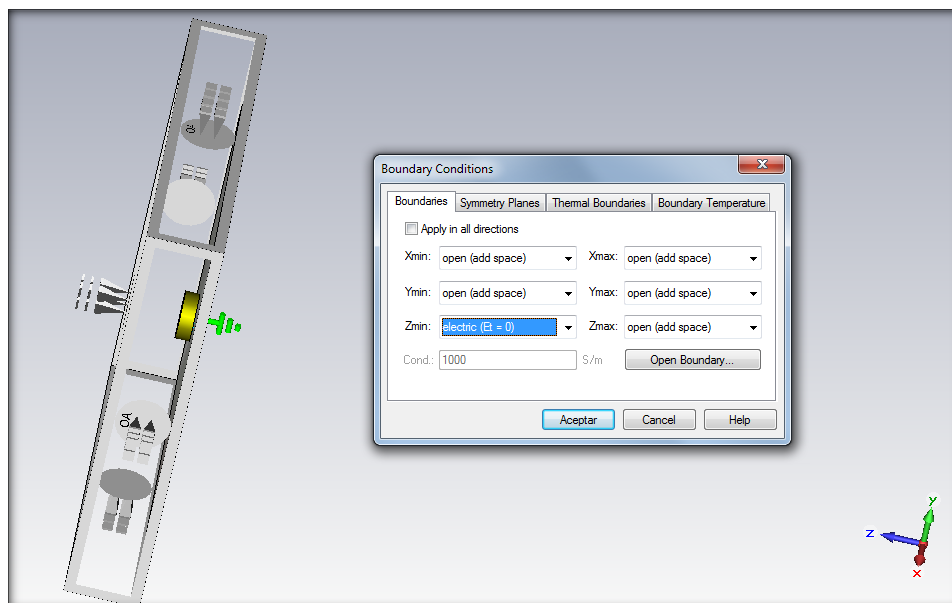 Boundary Conditions
Boundaries Symmetry Planes Thermal Boundaries Boundary Temperature
Apply in all directions
Xmin: open (add space) Xmax: open (add space)
Ymin: open (add space) Ymax: open (add space)
Zmin: electric (Et = 0) Zmax: open (add space)
Cond.: 1000 S/m Open Boundary...
Aceptar Cancel Help
y
z
x